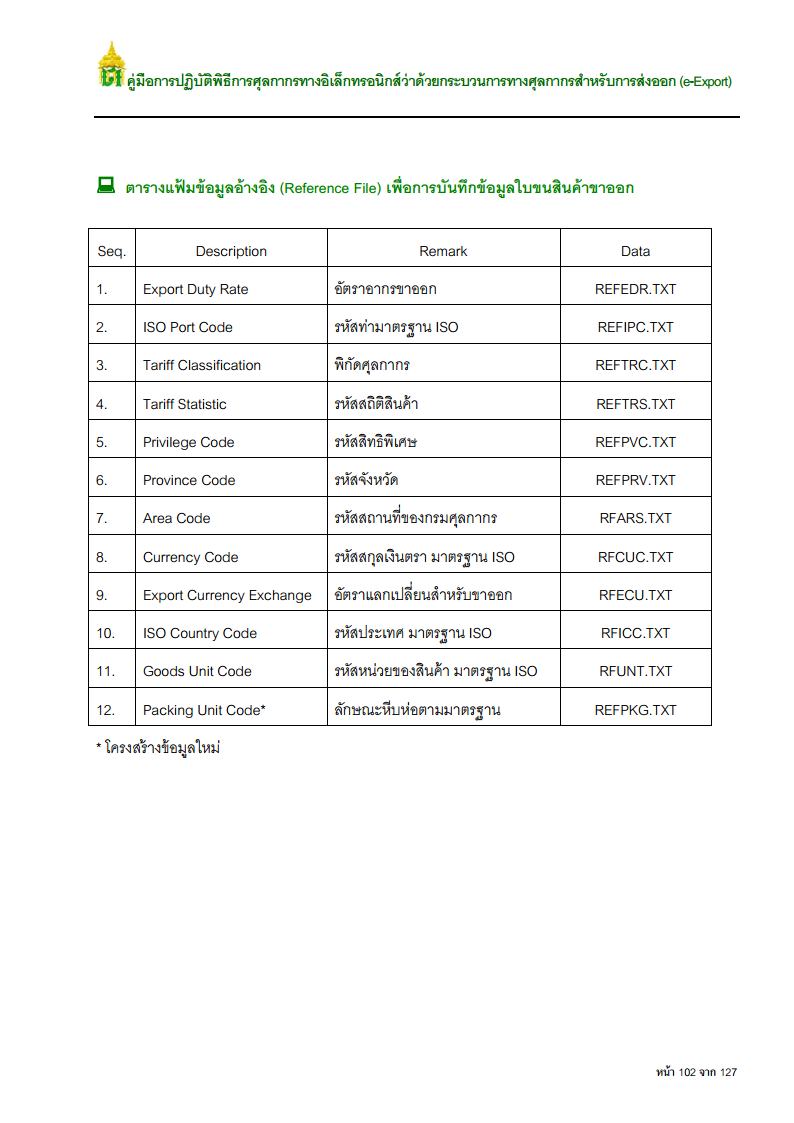 คู่มือการปฏิบัติพิธีการศุลกากรทางอิเล็กทรอนิกส์ว่าด้วยกระบวนการทางศุลกากรสำหรับการส่งออก (e-Export)
ตารางแฟ้มข้อมูลอ้างอิง (Reference File) เพื่อการบันทึกข้อมูลใบขนสินค้าขาออก
Seq. Description Remark Data
1. Export Duty Rate อัตราอากรขาออก REFEDR.TXT
2. ISO Port Code รหัสท่ามาตรฐาน ISO REFIPC.TXT
3. Tariff Classification พิกัดศุลกากร REFTRC.TXT
4. Tariff Statistic รหัสสถิติสินค้า REFTRS.TXT
5. Privilege Code รหัสสิทธิพิเศษ REFPVC.TXT
6. Province Code รหัสจังหวัด REFPRV.TXT
7. Area Code รหัสสถานที่ของกรมศุลกากร RFARS.TXT
8. Currency Code รหัสสกุลเงินตรา มาตรฐาน ISO RFCUC.TXT
9. Export Currency Exchange อัตราแลกเปลี่ยนสำหรับขาออก RFECU.TXT
10. ISO Country Code รหัสประเทศ มาตรฐาน ISO RFICC.TXT
11. Goods Unit Code รหัสหน่วยของสินค้า มาตรฐาน ISO RFUNT.TXT
12. Packing Unit Code* ลักษณะหีบห่อตามมาตรฐาน REFPKG.TXT
* โครงสร้างข้อมูลใหม่
หน้า 102 จาก 127